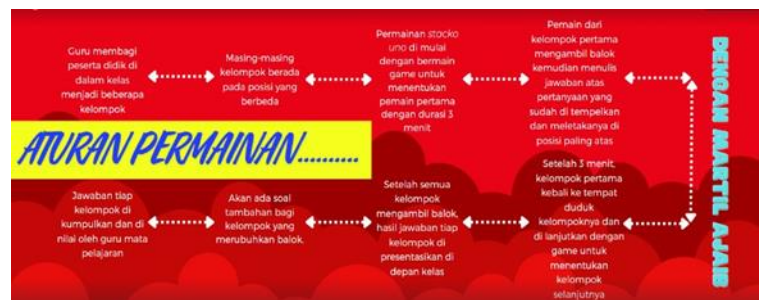 Guru membagi
peserta didik di
dalam kelas
menjadi beberapa
kelompok
Masing-masing
kelompok berada
pada posisi yang
berbeda
Permainan stacko
uno di mulai
dengan bermain
game untuk
menentukan
pemain pertama
dengan durasi 3
menit
Pemain dari
kelompok pertama
mengambil balok
kemudian menulis
jawaban atas
pertanyaan yang
sudah di tempelkan
dan meletakanya di
posisi paling atas
DENGAN MARTIL AJAIB
ATURAN PERMAINAN..........
Setelah 3 menit,
kelompok pertama
kebali ke tempat
duduk
kelompoknya dan
di lanjutkan dengan
game untuk
menentukan
kelompok
selanjutnya
Setelah semua
kelompok
mengambil balok,
hasil jawaban tiap
kelompok di
presentasikan di
depan kelas
Akan ada soal
tambahan bagi
kelompok yang
merubuhkan balok.
Jawaban tiap
kelompok di
kumpulkan dan di
nilai oleh guru mata
pelajaran